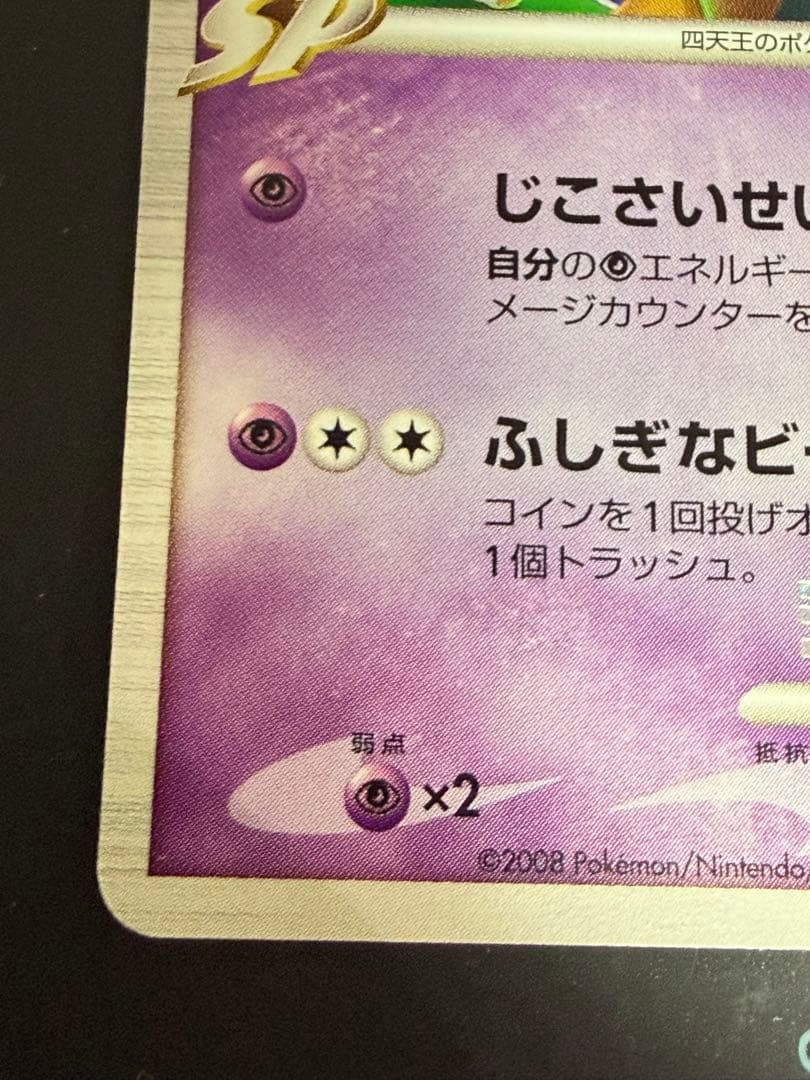 SP
四天王のポケ
じこさいせい
自分のエネルギー
メージカウンターを
ふしぎなビー
コインを1回投げオ
1個トラッシュ。
弱点
×2
抵抗
©2008 Pokémon/Nintendo/